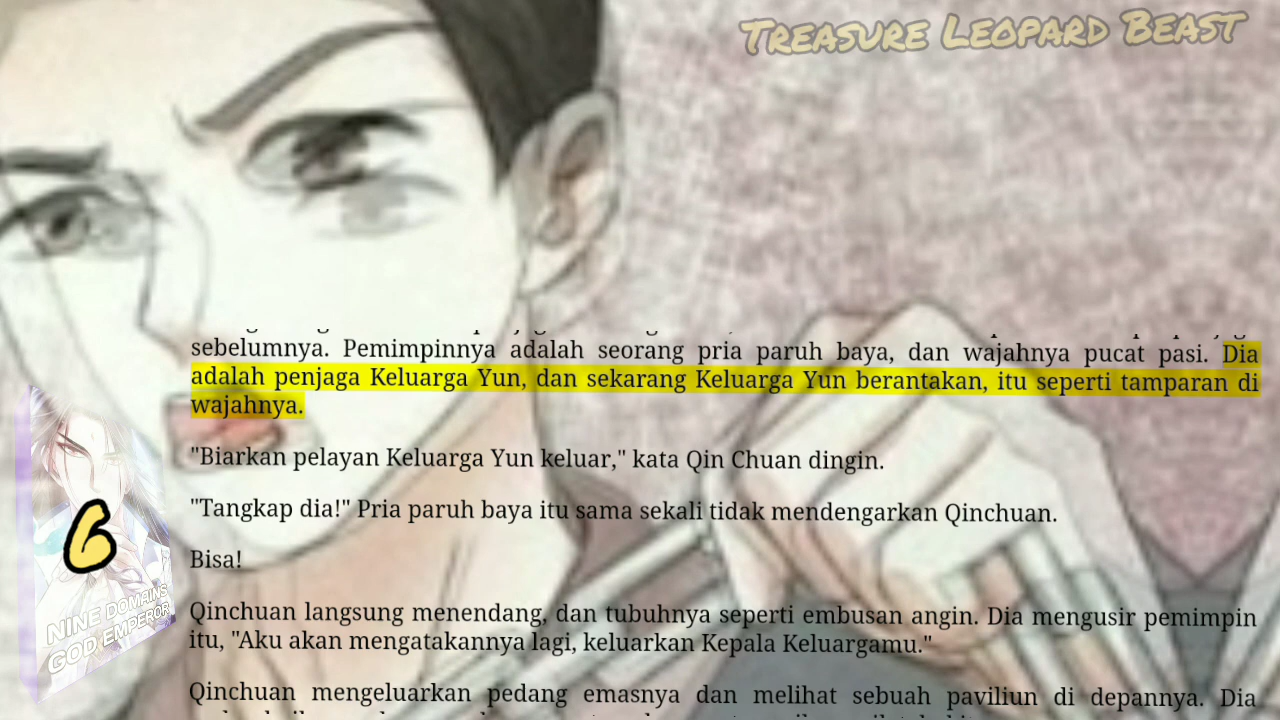 TREASURE LEOPARD BEAST
sebelumnya. Pemimpinnya adalah seorang pria paruh baya, dan wajahnya pucat pasi. Dia
adalah penjaga Keluarga Yun, dan sekarang Keluarga Yun berantakan, itu seperti tamparan di
wajahnya.
"Biarkan pelayan Keluarga Yun keluar," kata Qin Chuan dingin.
"Tangkap dia!" Pria paruh baya itu sama sekali tidak mendengarkan Qinchuan.
Bisa!
Qinchuan langsung menendang, dan tubuhnya seperti embusan angin. Dia mengusir pemimpin
itu, "Aku akan mengatakannya lagi, keluarkan Kepala Keluargamu."
Qinchuan mengeluarkan pedang emasnya dan melihat sebuah paviliun di depannya. Dia
6
NINE DOMAINS
GOD EMPEROR